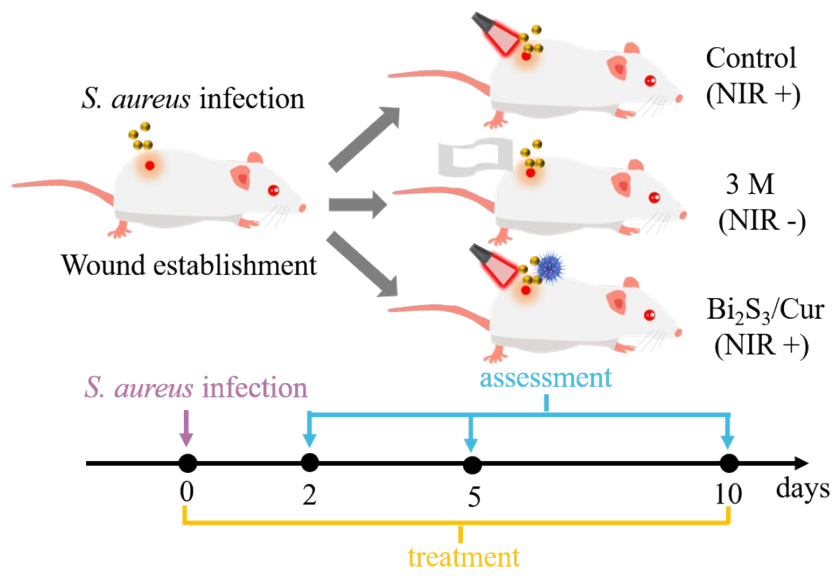 S. aureus infection
Wound establishment
Control
(NIR +)
3 M
(NIR -)
Bi₂S₃/Cur
(NIR +)
assessment
S. aureus infection
0
2
5
10
days
treatment